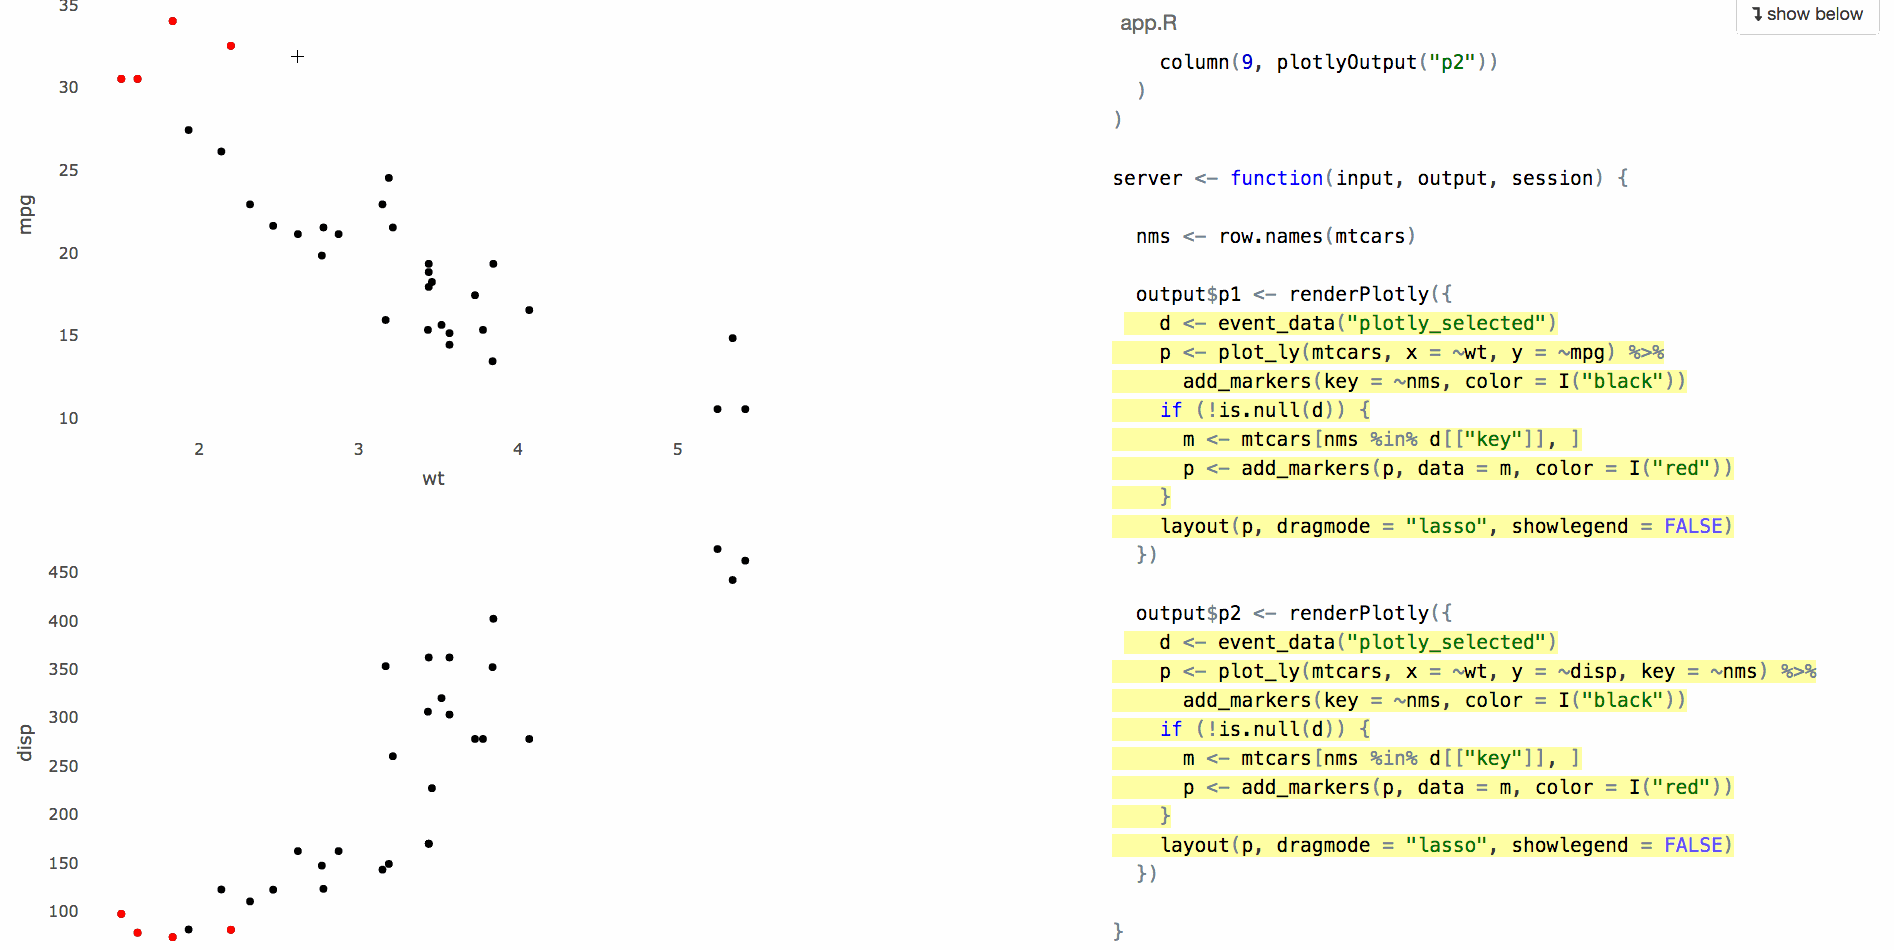 35
30
25
20
15
10
mpg
2 3 4 5
wt
450
400
350
300
250
200
150
100
disp
app.R
show below
    column(9, plotlyOutput("p2"))
  )
)
server <- function(input, output, session) {
  nms <- row.names(mtcars)
  output$p1 <- renderPlotly({
    d <- event_data("plotly_selected")
    p <- plot_ly(mtcars, x = ~wt, y = ~mpg) %>%
      add_markers(key = ~nms, color = I("black"))
    if (!is.null(d)) {
      m <- mtcars[nms %in% d[["key"]], ]
      p <- add_markers(p, data = m, color = I("red"))
    }
    layout(p, dragmode = "lasso", showlegend = FALSE)
  })
  output$p2 <- renderPlotly({
    d <- event_data("plotly_selected")
    p <- plot_ly(mtcars, x = ~wt, y = ~disp, key = ~nms) %>%
      add_markers(key = ~nms, color = I("black"))
    if (!is.null(d)) {
      m <- mtcars[nms %in% d[["key"]], ]
      p <- add_markers(p, data = m, color = I("red"))
    }
    layout(p, dragmode = "lasso", showlegend = FALSE)
  })
}